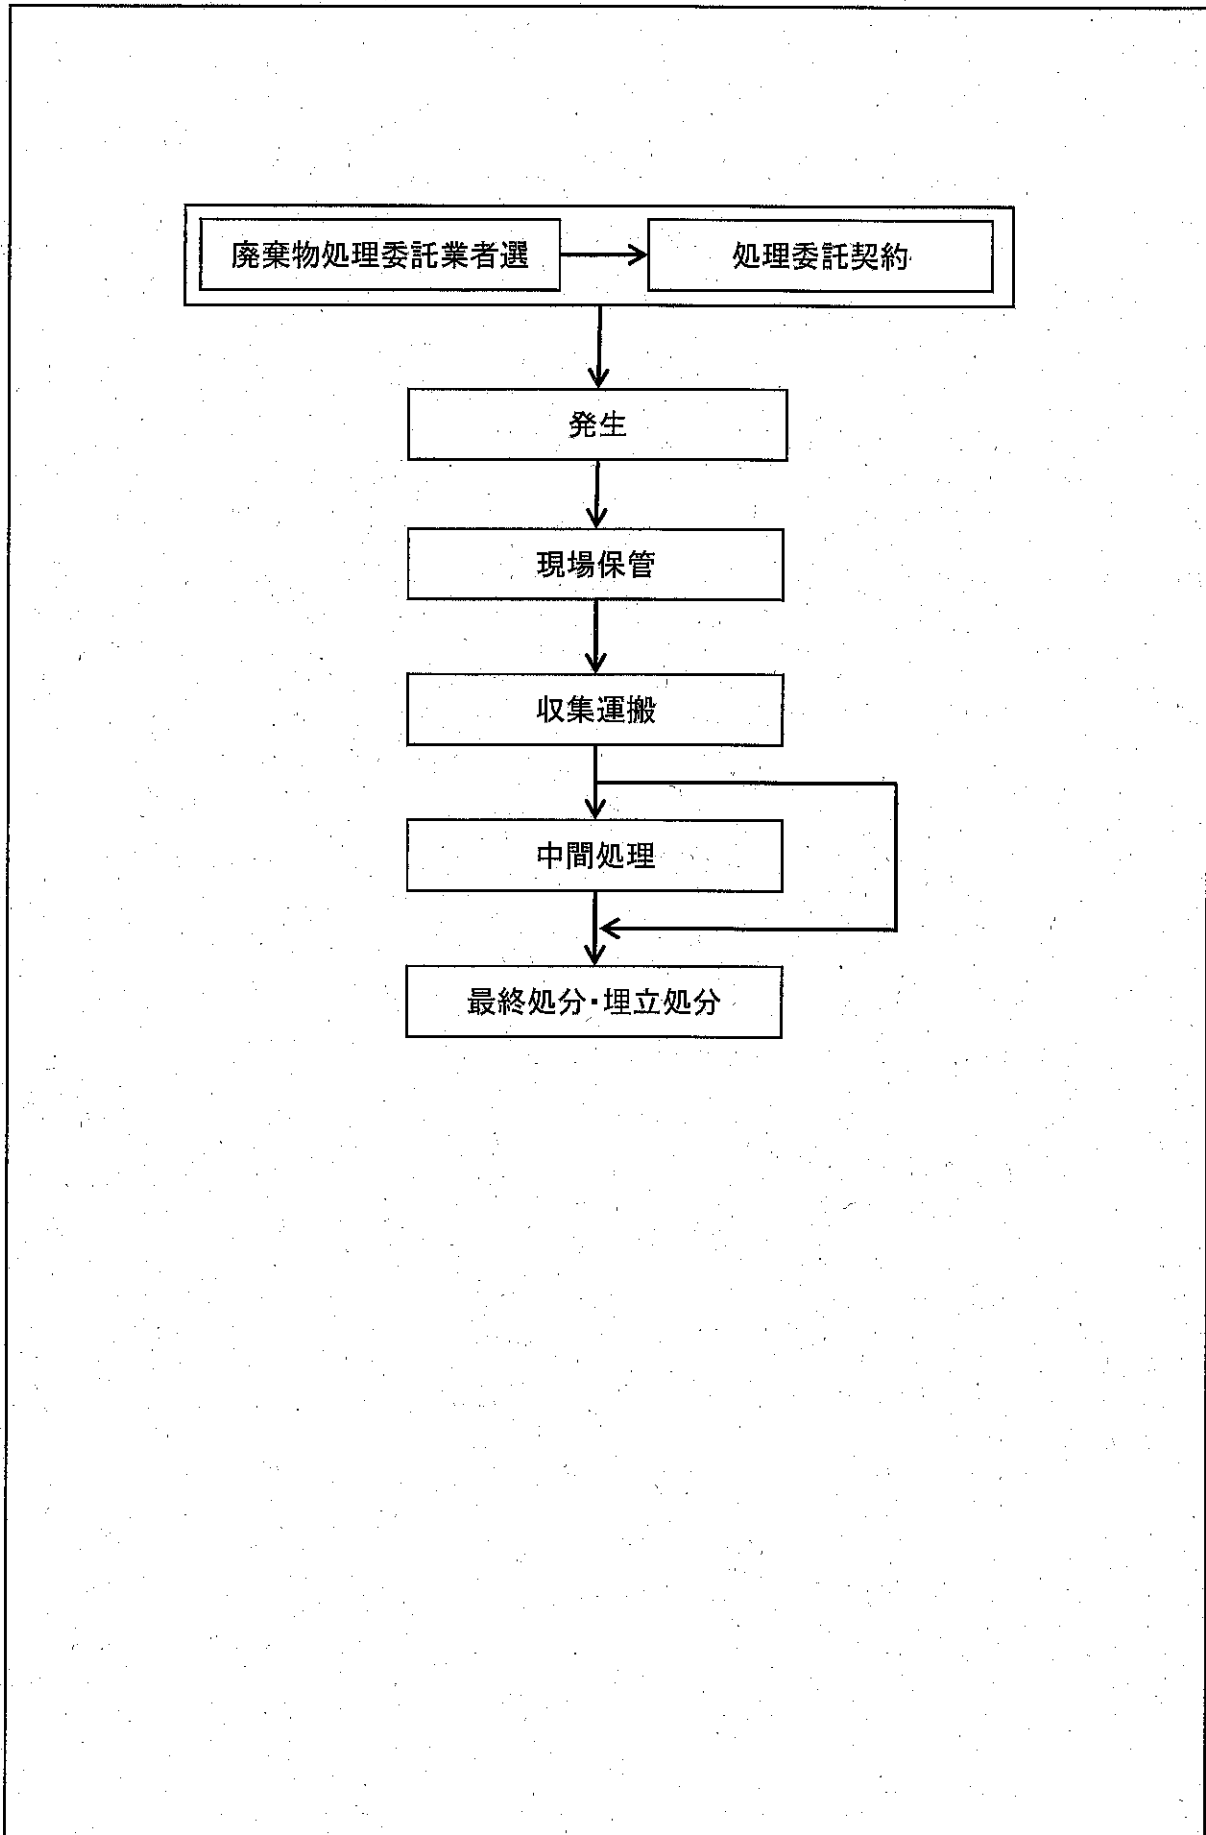 廃棄物処理委託業者選
処理委託契約
発生
現場保管
収集運搬
中間処理
最終処分・埋立処分